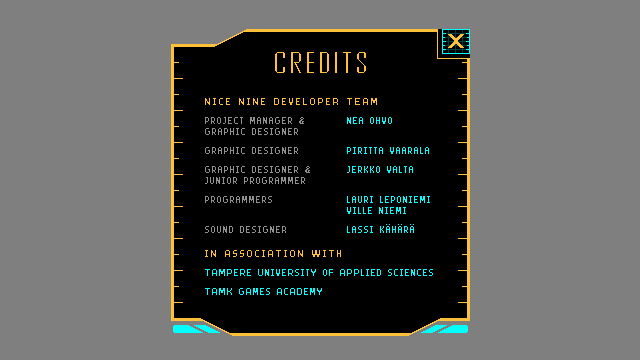 CREDITS
NICE NINE DEVELOPER TEAM
PROJECT MANAGER & NEA OHVO
GRAPHIC DESIGNER
GRAPHIC DESIGNER PIRITTA VAARALA
GRAPHIC DESIGNER & JERKKO VALTA
JUNIOR PROGRAMMER
PROGRAMMERS LAURI LEPONIEMI
VILLE NIEMI
SOUND DESIGNER LASSI KÄHÄRÄ
IN ASSOCIATION WITH
TAMPERE UNIVERSITY OF APPLIED SCIENCES
TAMK GAMES ACADEMY